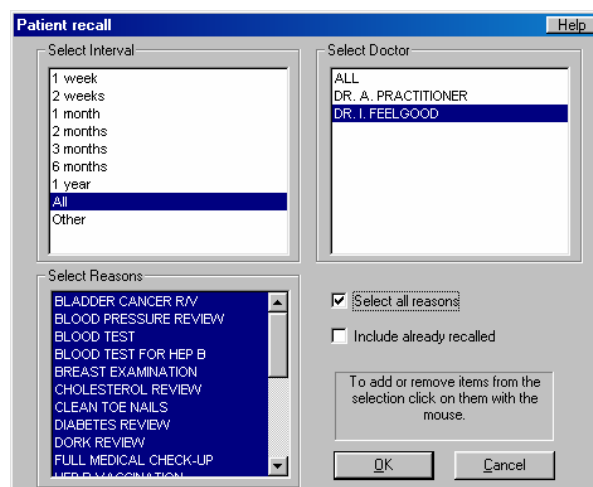 Patient recall
Help
Select Interval
1 week
2 weeks
1 month
2 months
3 months
6 months
1 year
All
Other
Select Doctor
ALL
DR. A. PRACTITIONER
DR. I. FEELGOOD
Select Reasons
BLADDER CANCER R/V
BLOOD PRESSURE REVIEW
BLOOD TEST
BLOOD TEST FOR HEP B
BREAST EXAMINATION
CHOLESTEROL REVIEW
CLEAN TOE NAILS
DIABETES REVIEW
DORK REVIEW
FULL MEDICAL CHECK-UP
HEP B VACCINATION
Select all reasons
Include already recalled
To add or remove items from the
selection click on them with the
mouse.
OK
Cancel